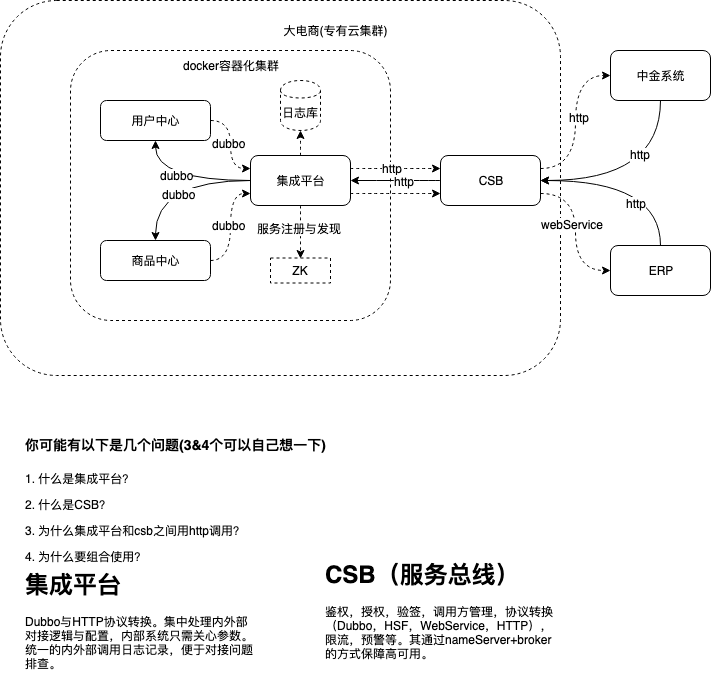 大电商(专有云集群)
docker容器化集群
中金系统
日志库
用户中心
http
dubbo
http
dubbo
http
集成平台
CSB
http
dubbo
http
dubbo
服务注册与发现
webService
商品中心
ZK
ERP
你可能有以下是几个问题(3&4个可以自己想一下)
1. 什么是集成平台?
2. 什么是CSB?
3. 为什么集成平台和csb之间用http调用?
4. 为什么要组合使用?
集成平台
Dubbo与HTTP协议转换。集中处理内外部
对接逻辑与配置，内部系统只需关心参数。
统一的内外部调用日志记录，便于对接问题
排查。
CSB（服务总线）
鉴权，授权，验签，调用方管理，协议转换
（Dubbo，HSF，WebService，HTTP），
限流，预警等。其通过nameServer+broker
的方式保障高可用。